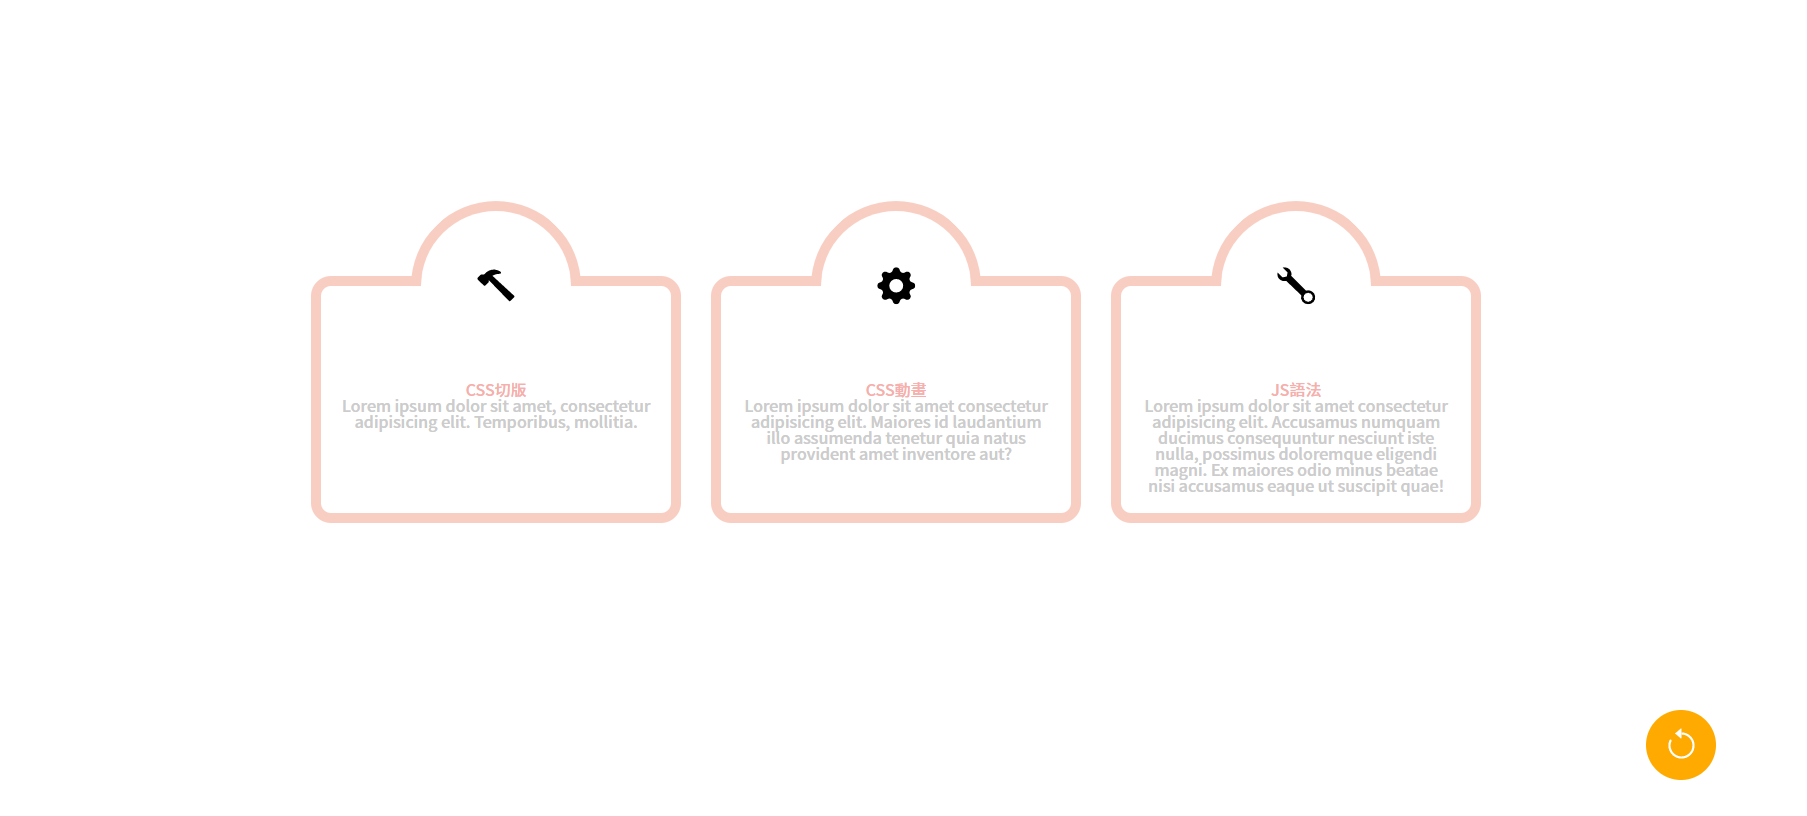 CSS切版
Lorem ipsum dolor sit amet, consectetur
adipisicing elit. Temporibus, mollitia.
CSS動畫
Lorem ipsum dolor sit amet consectetur
adipisicing elit. Maiores id laudantium
illo assumenda tenetur quia natus
provident amet inventore aut?
JS語法
Lorem ipsum dolor sit amet consectetur
adipisicing elit. Accusamus numquam
ducimus consequuntur nesciunt iste
nulla, possimus doloremque eligendi
magni. Ex maiores odio minus beatae
nisi accusamus eaque ut suscipit quae!